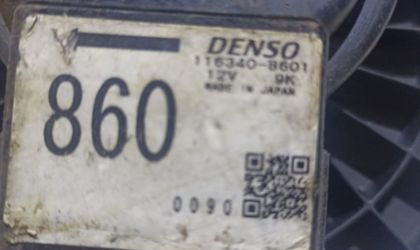 DENSO
116340-8601
12V 9K
MADE IN JAPAN
860
0090